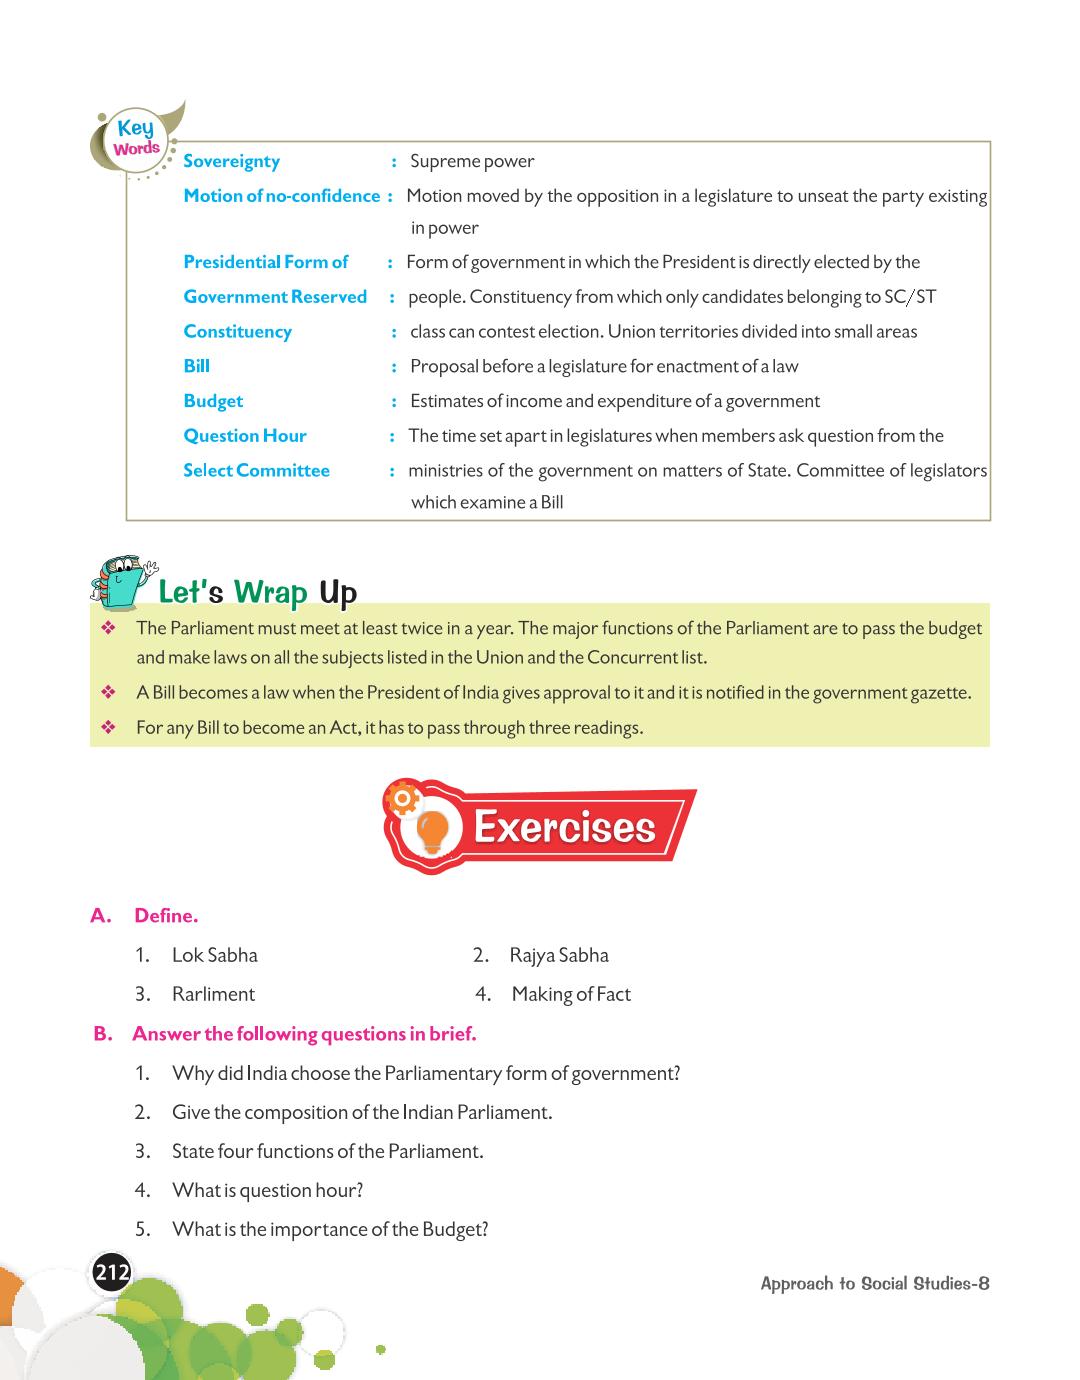 Key
Words
Sovereignty : Supreme power
Motion of no-confidence : Motion moved by the opposition in a legislature to unseat the party existing
in power
Presidential Form of : Form of government in which the President is directly elected by the
Government Reserved : people. Constituency from which only candidates belonging to SC/ST
Constituency : class can contest election. Union territories divided into small areas
Bill : Proposal before a legislature for enactment of a law
Budget : Estimates of income and expenditure of a government
Question Hour : The time set apart in legislatures when members ask question from the
Select Committee : ministries of the government on matters of State. Committee of legislators
which examine a Bill
Let's Wrap Up
❖ The Parliament must meet at least twice in a year. The major functions of the Parliament are to pass the budget
and make laws on all the subjects listed in the Union and the Concurrent list.
❖ A Bill becomes a law when the President of India gives approval to it and it is notified in the government gazette.
❖ For any Bill to become an Act, it has to pass through three readings.
Exercises
A. Define.
1. Lok Sabha 2. Rajya Sabha
3. Rarliment 4. Making of Fact
B. Answer the following questions in brief.
1. Why did India choose the Parliamentary form of government?
2. Give the composition of the Indian Parliament.
3. State four functions of the Parliament.
4. What is question hour?
5. What is the importance of the Budget?
212
Approach to Social Studies-8